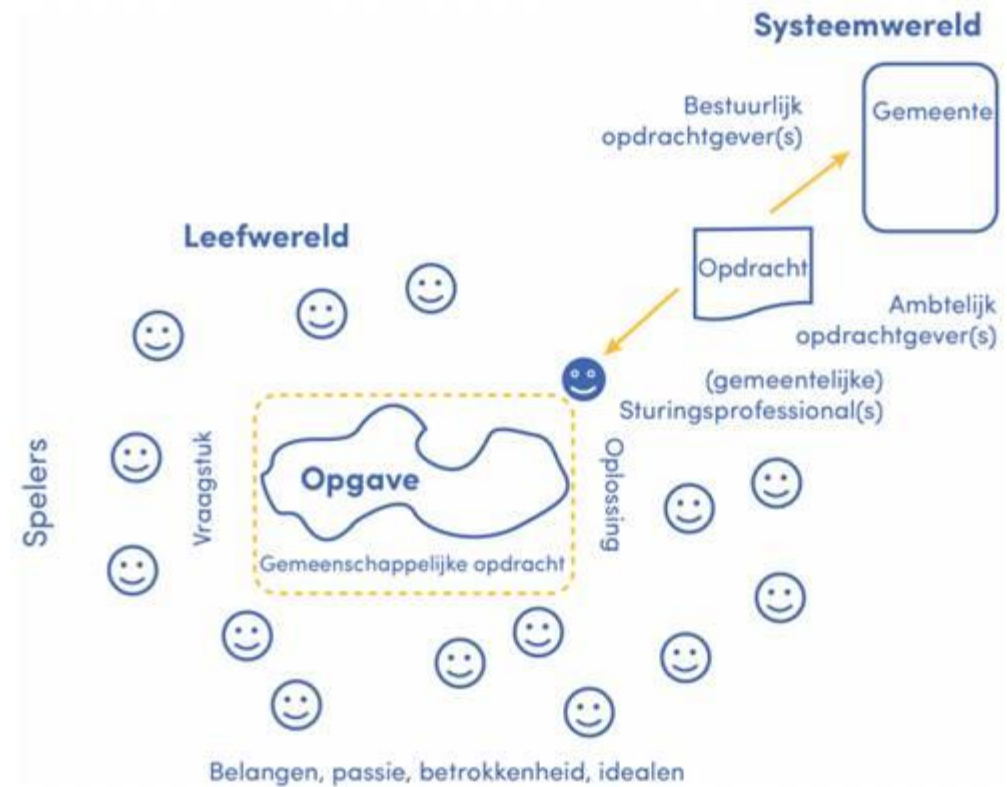 Systeemwereld
Bestuurlijk
opdrachtgever(s)
Gemeente
Leefwereld
Opdracht
Ambtelijk
opdrachtgever(s)
(gemeentelijke)
Sturingsprofessional(s)
Spelers
Vraagstuk
Opgave
Oplossing
Gemeenschappelijke opdracht
Belangen, passie, betrokkenheid, idealen